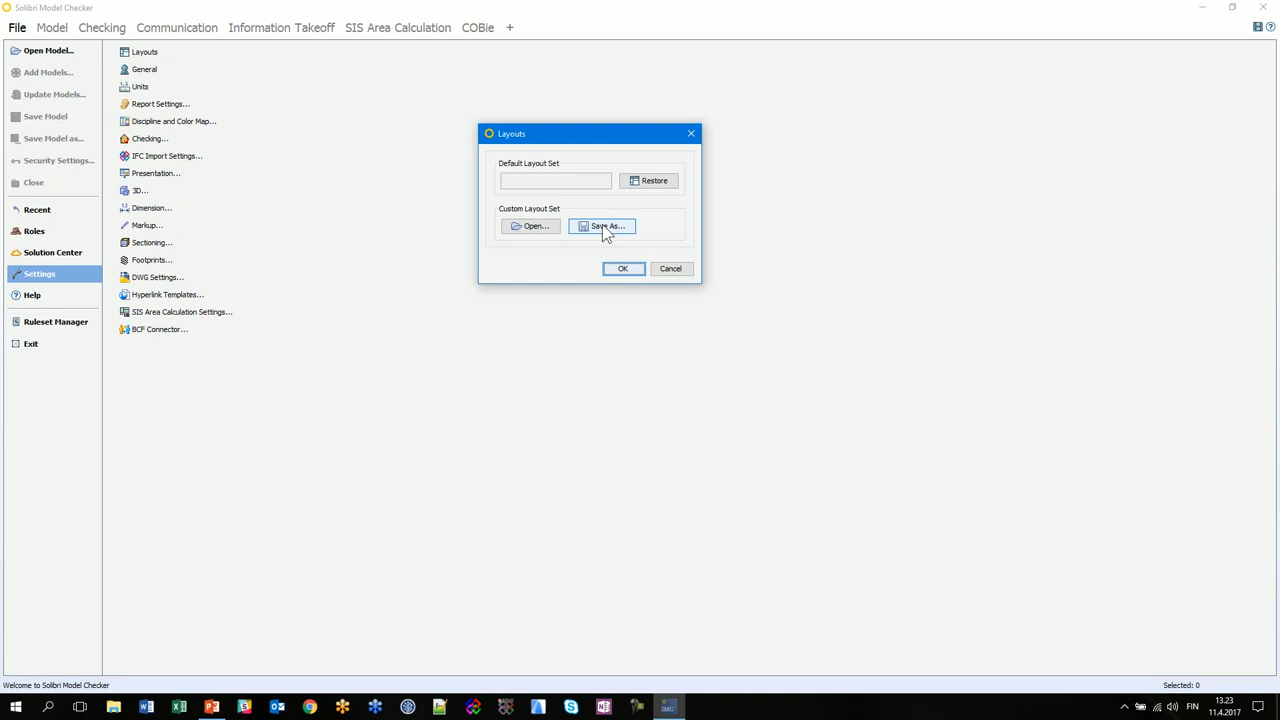 Solibri Model Checker
File Model Checking Communication Information Takeoff SIS Area Calculation COBie +
Open Model...
Add Models...
Update Models...
Save Model
Save Model as...
Security Settings...
Close
Recent
Roles
Solution Center
Settings
Help
Ruleset Manager
Exit
Layouts
General
Units
Report Settings...
Discipline and Color Map...
Checking...
IFC Import Settings...
Presentation...
3D...
Dimension...
Markup...
Sectioning...
Footprints...
DWG Settings...
Hyperlink Templates...
SIS Area Calculation Settings...
BCF Connector...
Layouts
Default Layout Set
Restore
Custom Layout Set
Open... Save As...
OK Cancel
Welcome to Solibri Model Checker Selected: 0
SMC
FIN
13.23
11.4.2017